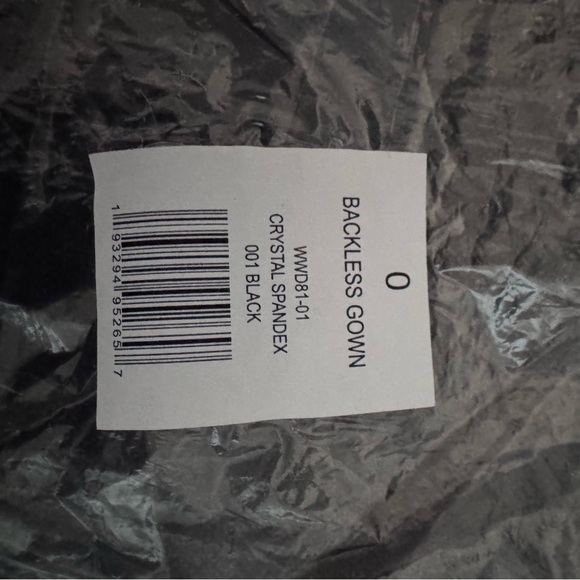 0
BACKLESS GOWN
WWD81-01
CRYSTAL SPANDEX
001 BLACK
1 93294 95265 7